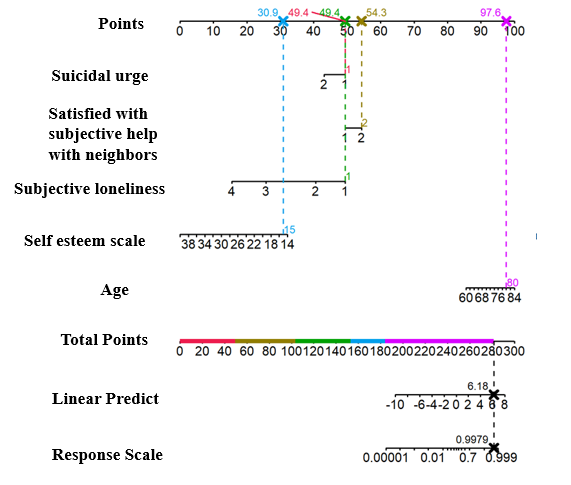 30.9 49.4 49.4 54.3 97.6
Points
0 10 20 30 40 50 60 70 80 90 100
1
Suicidal urge
2 1
Satisfied with
subjective help
with neighbors
2
1 2
1
Subjective loneliness
4 3 2 1
15
Self esteem scale
38 34 30 26 22 18 14
80
Age
60 68 76 84
Total Points
0 20 40 60 80 100 120 140 160 180 200 220 240 260 280 300
6.18
Linear Predict
-10 -6 -4 -2 0 2 4 6 8
0.9979
Response Scale
0.00001 0.01 0.7 0.999